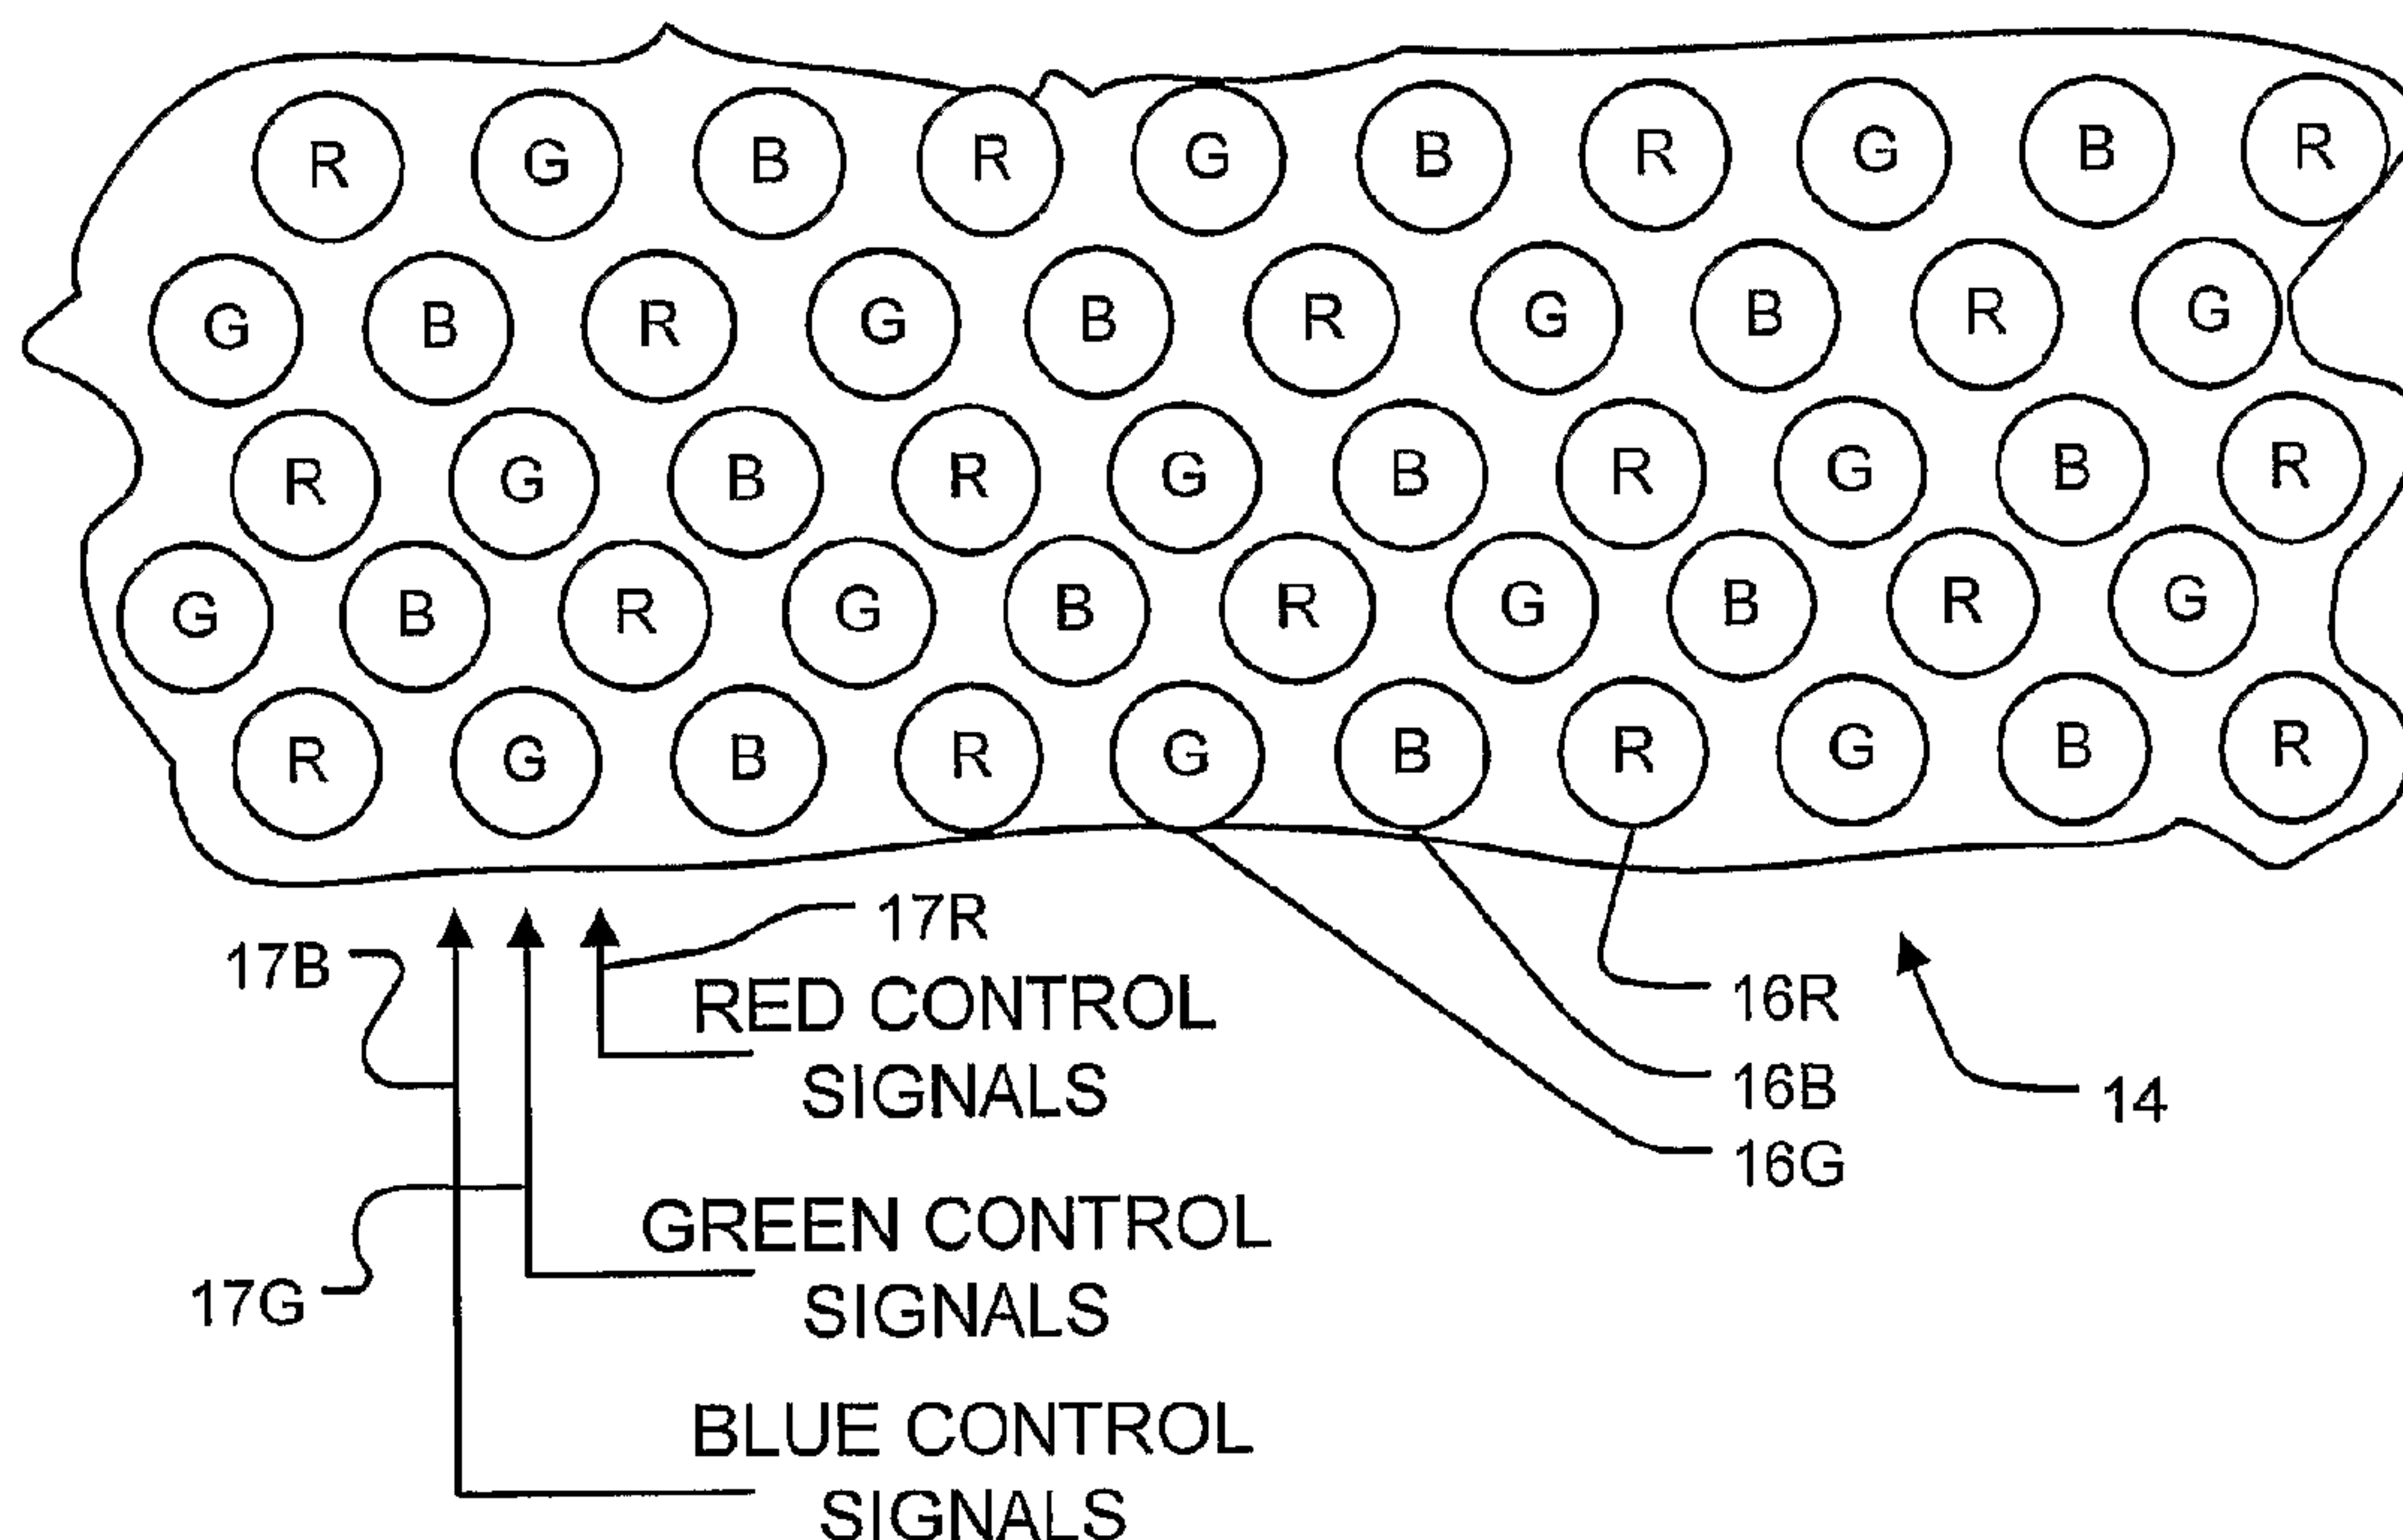 R G B R G B R G B R
G B R G B R G B R G
R G B R G B R G B R
G B R G B R G B R G
R G B R G B R G B R
17R
17B
RED CONTROL
SIGNALS
16R
16B
14
16G
GREEN CONTROL
SIGNALS
17G
BLUE CONTROL
SIGNALS